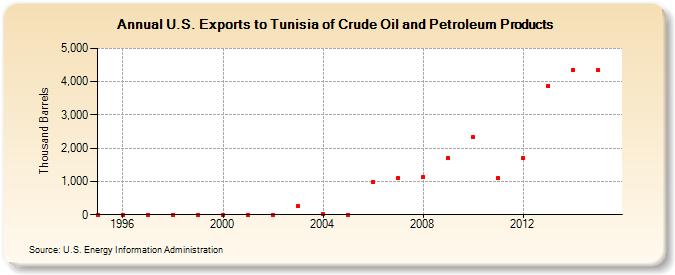 Annual U.S. Exports to Tunisia of Crude Oil and Petroleum Products
Thousand Barrels
5,000
4,000
3,000
2,000
1,000
0
1996 2000 2004 2008 2012
Source: U.S. Energy Information Administration